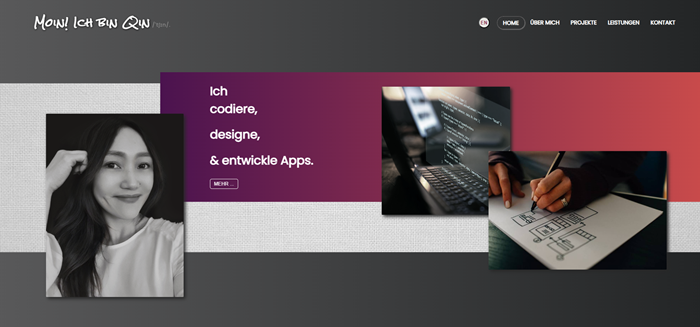 Moin! Ich bin Qin
EN
HOME
ÜBER MICH
PROJEKTE
LEISTUNGEN
KONTAKT
Ich
codiere,
designe,
& entwickle Apps.
MEHR ...